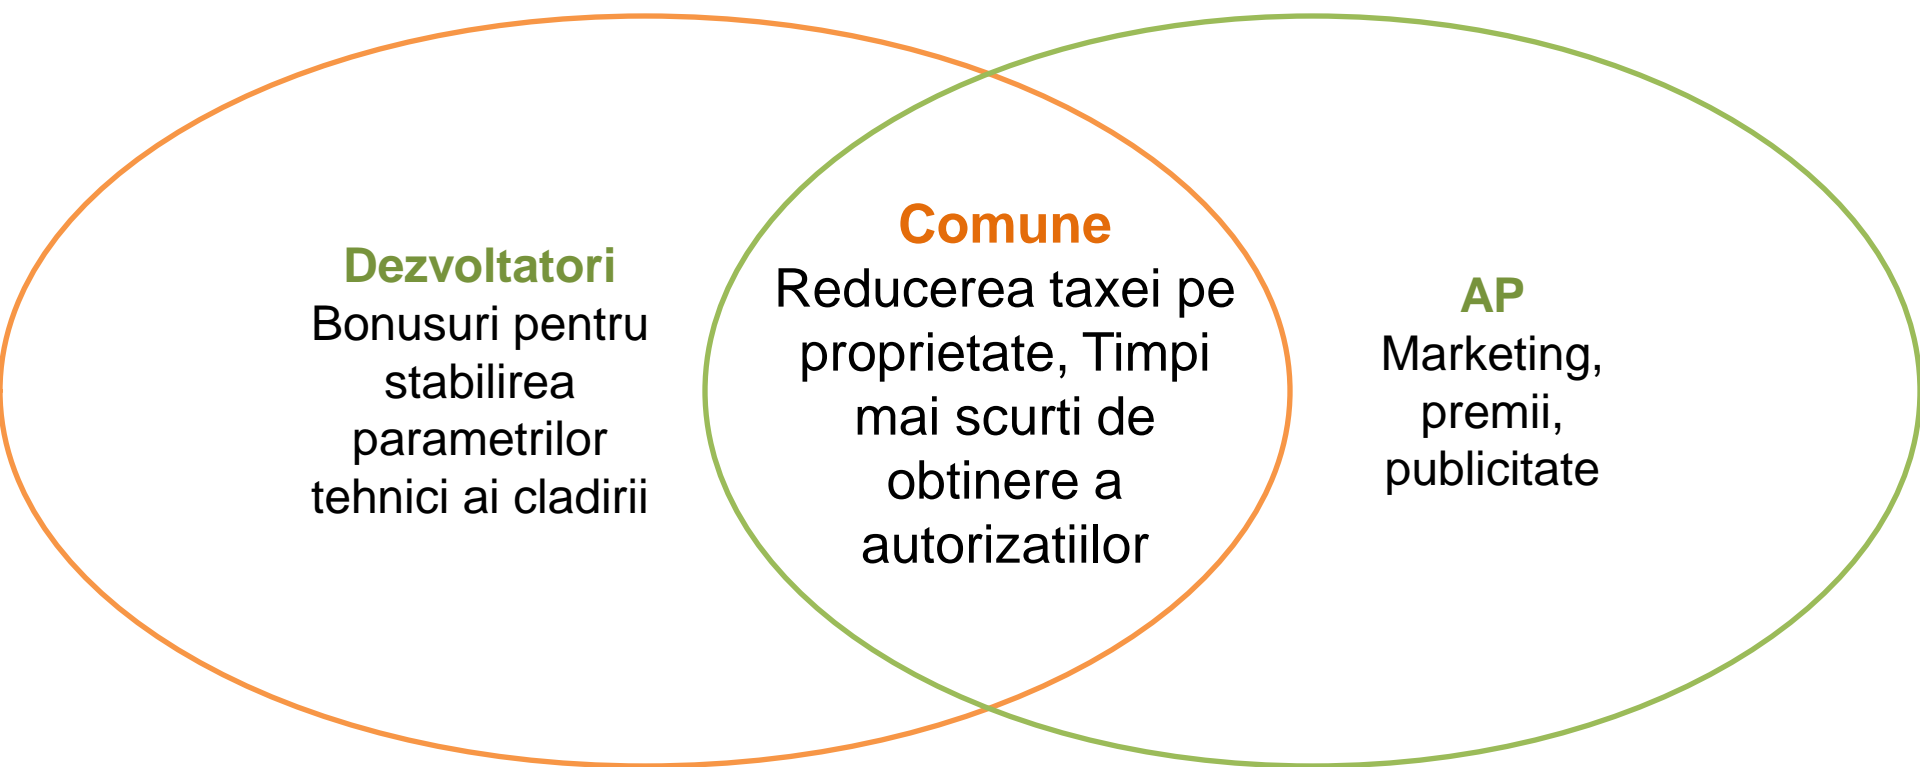 Dezvoltatori
Bonusuri pentru
stabilirea
parametrilor
tehnici ai cladirii
Comune
Reducerea taxei pe
proprietate, Timpi
mai scurti de
obtinere a
autorizatiilor
AP
Marketing,
premii,
publicitate